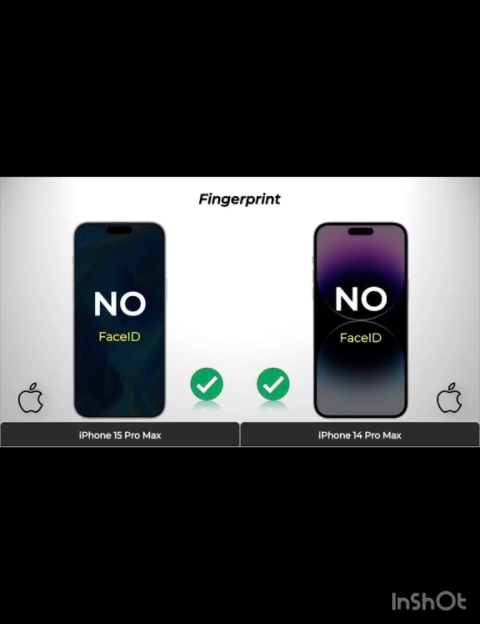 Fingerprint
NO
FaceID
NO
FaceID
iPhone 15 Pro Max
iPhone 14 Pro Max
InShOt